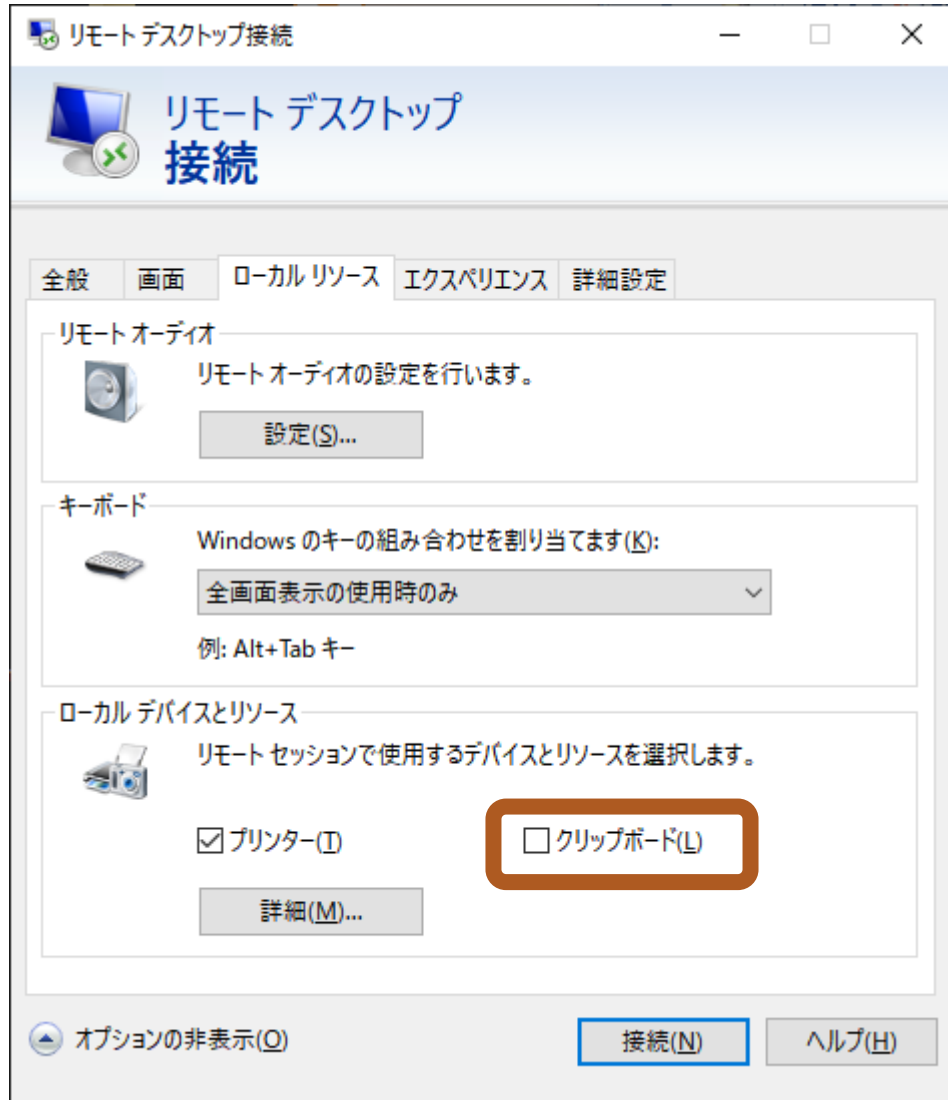 リモート デスクトップ接続
リモート デスクトップ
接続
全般 画面 ローカル リソース エクスペリエンス 詳細設定
リモート オーディオ
リモート オーディオの設定を行います。
設定(S)...
キーボード
Windows のキーの組み合わせを割り当てます(K):
全画面表示の使用時のみ
例: Alt+Tab キー
ローカル デバイスとリソース
リモート セッションで使用するデバイスとリソースを選択します。
プリンター(T) クリップボード(L)
詳細(M)...
オプションの非表示(O) 接続(N) ヘルプ(H)